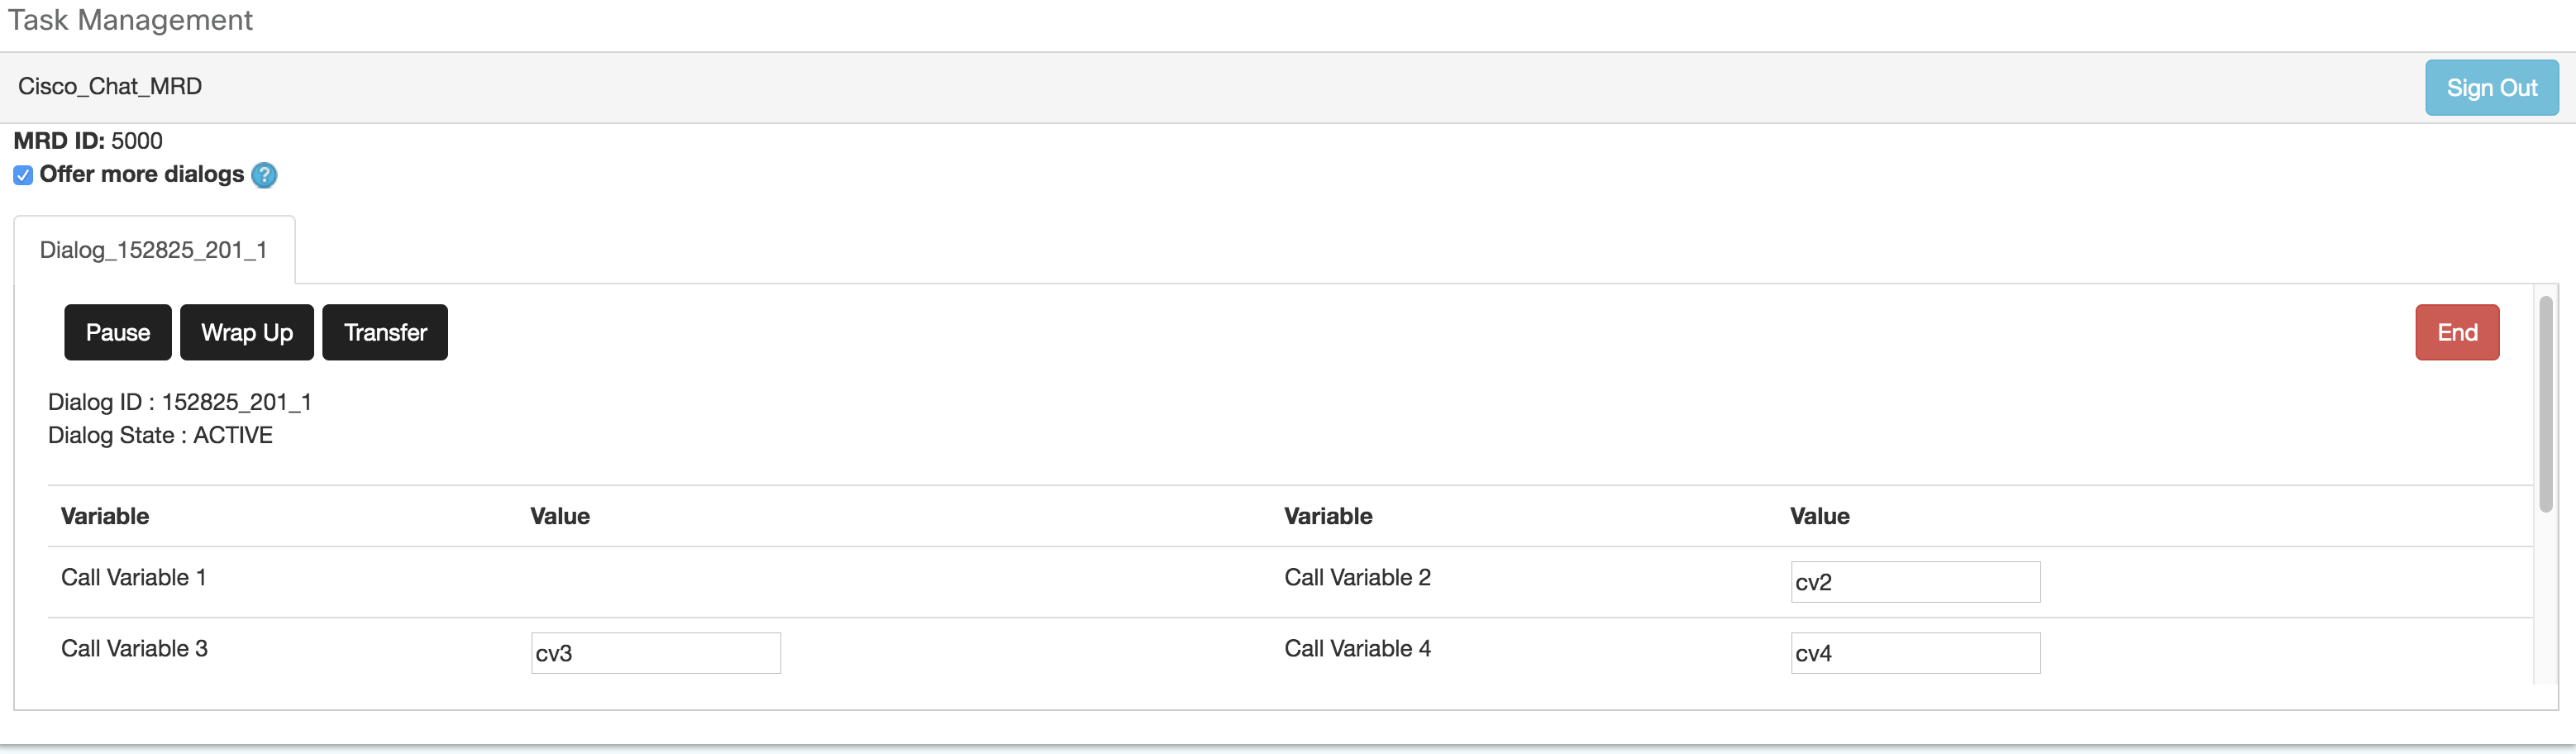 Task Management
Cisco_Chat_MRD Sign Out
MRD ID: 5000
Offer more dialogs ?
Dialog_152825_201_1
Pause Wrap Up Transfer End
Dialog ID : 152825_201_1
Dialog State : ACTIVE
Variable Value Variable Value
Call Variable 1 Call Variable 2 cv2
Call Variable 3 cv3 Call Variable 4 cv4